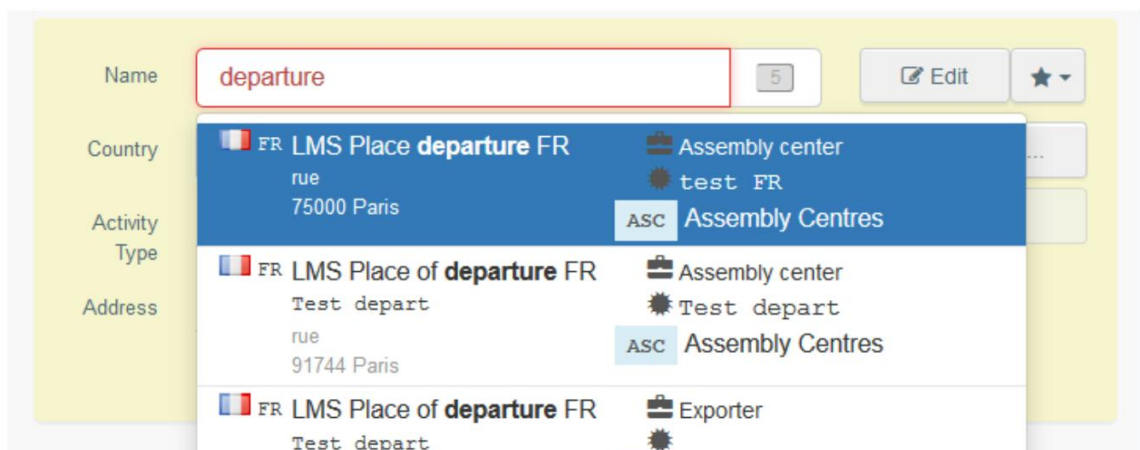 Name departure 5 Edit
Country ...
FR LMS Place departure FR Assembly center
rue test FR
75000 Paris ASC Assembly Centres
Activity
Type
FR LMS Place of departure FR Assembly center
Test depart Test depart
Address
rue ASC Assembly Centres
91744 Paris
FR LMS Place of departure FR Exporter
Test depart